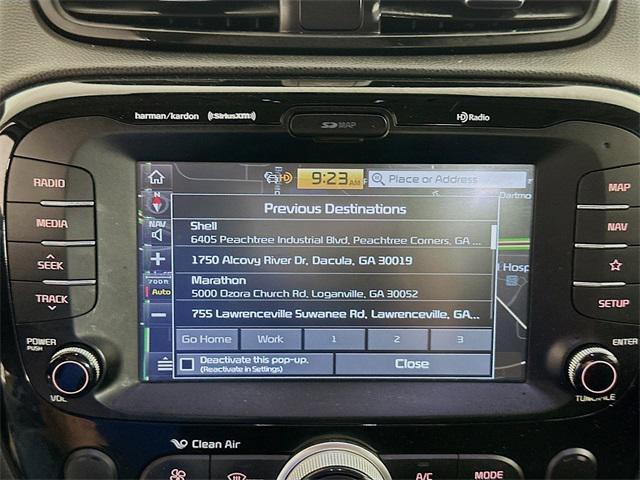 harman/kardon ((SiriusXM)) SD MAP HD Radio
RADIO
MEDIA
SEEK
TRACK
POWER
PUSH
VOL
MAP
NAV
SETUP
ENTER
PUSH
TUNE FILE
HD 9:23 AM Place or Address
N
NAV
700ft
Auto
Dartmo
Hosp
Previous Destinations
Shell
6405 Peachtree Industrial Blvd, Peachtree Corners, GA ...
1750 Alcovy River Dr, Dacula, GA 30019
Marathon
5000 Ozora Church Rd, Loganville, GA 30052
755 Lawrenceville Suwanee Rd, Lawrenceville, GA...
Go Home Work 1 2 3
Deactivate this pop-up.
(Reactivate in Settings)
Close
Clean Air
A/C
MODE